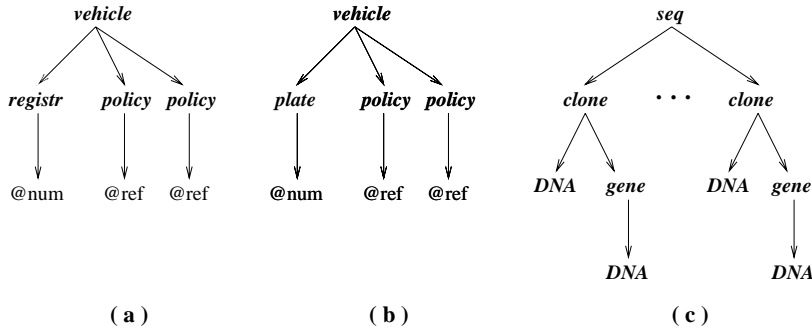 vehicle vehicle seq
registr policy policy plate policy policy clone . . . clone
@num @ref @ref @num @ref @ref DNA gene DNA gene
DNA DNA
( a ) ( b ) ( c )